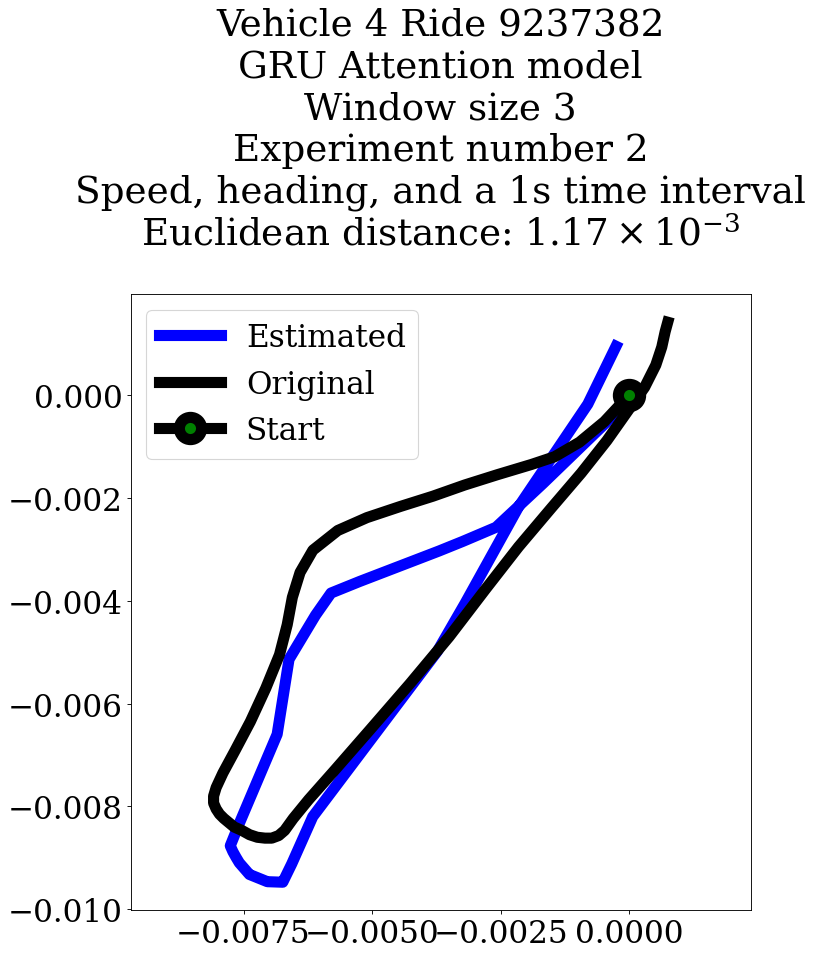 Vehicle 4 Ride 9237382
GRU Attention model
Window size 3
Experiment number 2
Speed, heading, and a 1s time interval
Euclidean distance: 1.17 × 10⁻³
Estimated
Original
Start
0.000
−0.002
−0.004
−0.006
−0.008
−0.010
−0.0075 −0.0050 −0.0025 0.0000